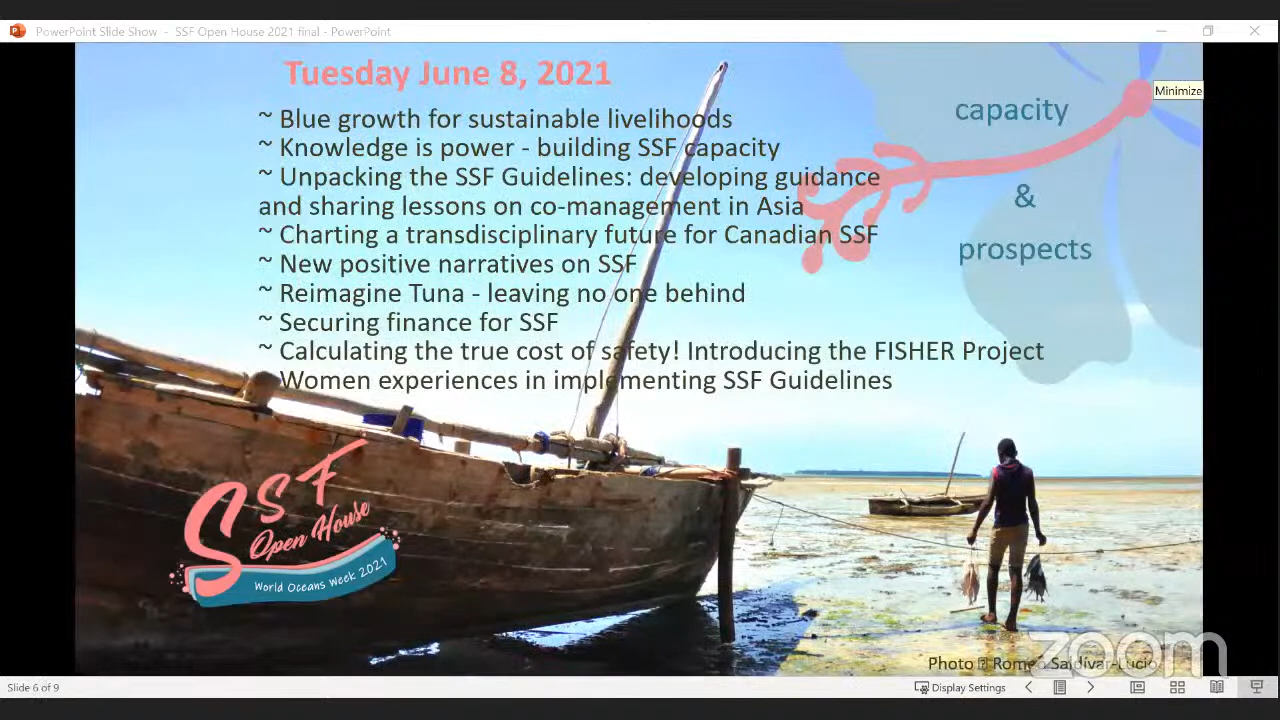 PowerPoint Slide Show - SSF Open House 2021 final - PowerPoint
Tuesday June 8, 2021
Minimize
capacity
&
prospects
~ Blue growth for sustainable livelihoods
~ Knowledge is power - building SSF capacity
~ Unpacking the SSF Guidelines: developing guidance
and sharing lessons on co-management in Asia
~ Charting a transdisciplinary future for Canadian SSF
~ New positive narratives on SSF
~ Reimagine Tuna - leaving no one behind
~ Securing finance for SSF
~ Calculating the true cost of safety! Introducing the FISHER Project
Women experiences in implementing SSF Guidelines
SSF
Open House
World Oceans Week 2021
Photo Romeo Saldívar-Lucio
zoom
Slide 6 of 9
Display Settings